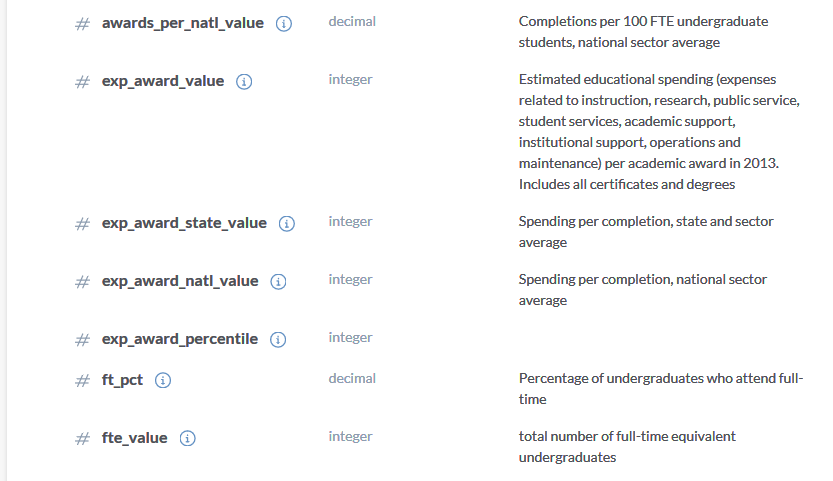 # awards_per_natl_value decimal Completions per 100 FTE undergraduate
students, national sector average
# exp_award_value integer Estimated educational spending (expenses
related to instruction, research, public service,
student services, academic support,
institutional support, operations and
maintenance) per academic award in 2013.
Includes all certificates and degrees
# exp_award_state_value integer Spending per completion, state and sector
average
# exp_award_natl_value integer Spending per completion, national sector
average
# exp_award_percentile integer
# ft_pct decimal Percentage of undergraduates who attend full-
time
# fte_value integer total number of full-time equivalent
undergraduates